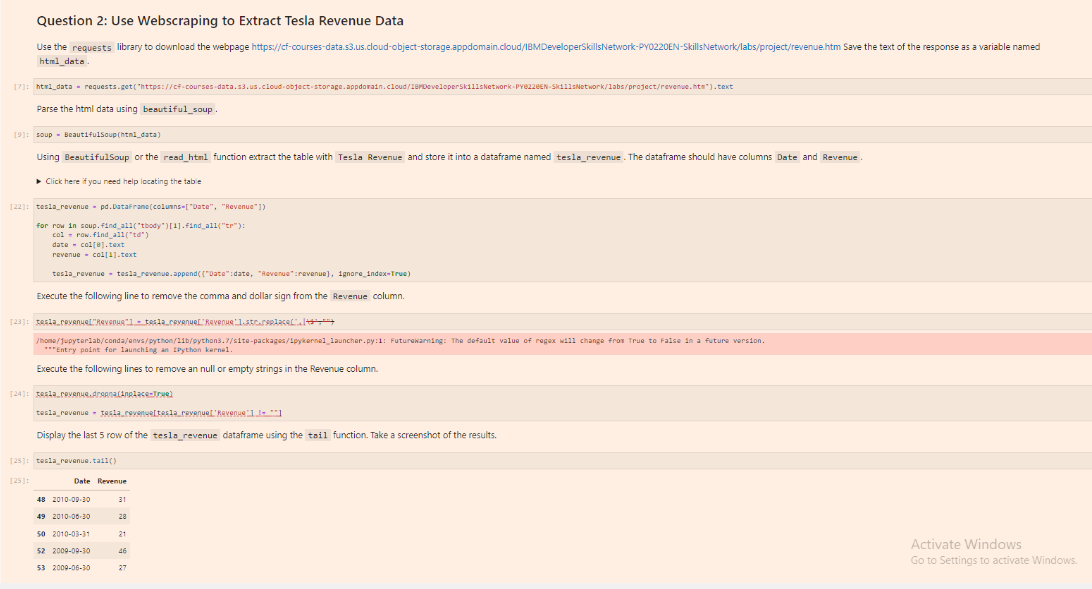 Question 2: Use Webscraping to Extract Tesla Revenue Data
Use the requests library to download the webpage https://cf-courses-data.s3.us.cloud-object-storage.appdomain.cloud/IBMDeveloperSkillsNetwork-PY0220EN-SkillsNetwork/labs/project/revenue.htm Save the text of the response as a variable named
html_data.
[7]: html_data = requests.get("https://cf-courses-data.s3.us.cloud-object-storage.appdomain.cloud/IBMDeveloperSkillsNetwork-PY0220EN-SkillsNetwork/labs/project/revenue.htm").text
Parse the html data using beautiful_soup.
[9]: soup = BeautifulSoup(html_data)
Using BeautifulSoup or the read_html function extract the table with Tesla Revenue and store it into a dataframe named tesla_revenue. The dataframe should have columns Date and Revenue.
▶ Click here if you need help locating the table
[22]: tesla_revenue = pd.DataFrame(columns=["Date", "Revenue"])
for row in soup.find_all("tbody")[1].find_all("tr"):
col = row.find_all("td")
date = col[0].text
revenue = col[1].text
tesla_revenue = tesla_revenue.append({"Date":date, "Revenue":revenue}, ignore_index=True)
Execute the following line to remove the comma and dollar sign from the Revenue column.
[23]: tesla_revenue["Revenue"] = tesla_revenue['Revenue'].str.replace(',|\$',"")
/home/jupyterlab/conda/envs/python/lib/python3.7/site-packages/ipykernel_launcher.py:1: FutureWarning: The default value of regex will change from True to False in a future version.
"""Entry point for launching an IPython kernel.
Execute the following lines to remove an null or empty strings in the Revenue column.
[24]: tesla_revenue.dropna(inplace=True)
tesla_revenue = tesla_revenue[tesla_revenue['Revenue'] != ""]
Display the last 5 row of the tesla_revenue dataframe using the tail function. Take a screenshot of the results.
[25]: tesla_revenue.tail()
[25]: Date Revenue
48 2010-09-30 31
49 2010-06-30 28
50 2010-03-31 21
52 2009-09-30 46
53 2009-06-30 27
Activate Windows
Go to Settings to activate Windows.